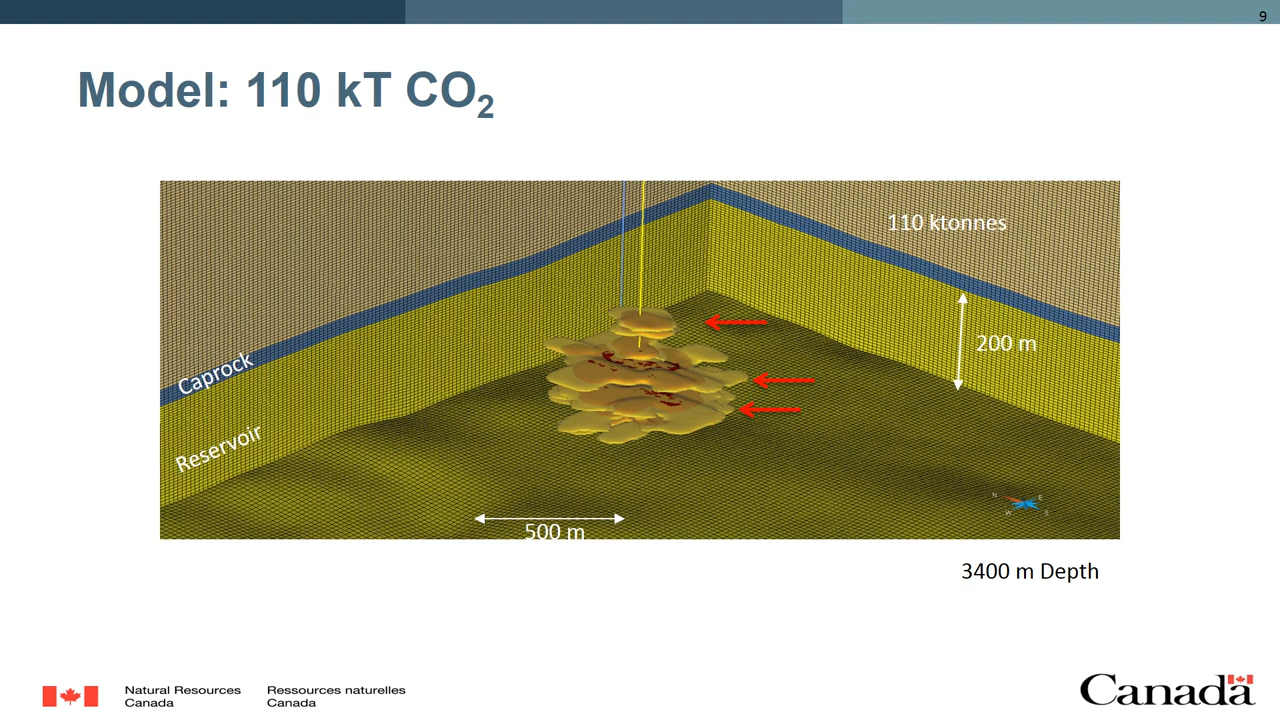 9
Model: 110 kT CO₂
110 ktonnes
200 m
Caprock
Reservoir
N
E
W
S
500 m
3400 m Depth
Natural Resources
Canada
Ressources naturelles
Canada
Canada